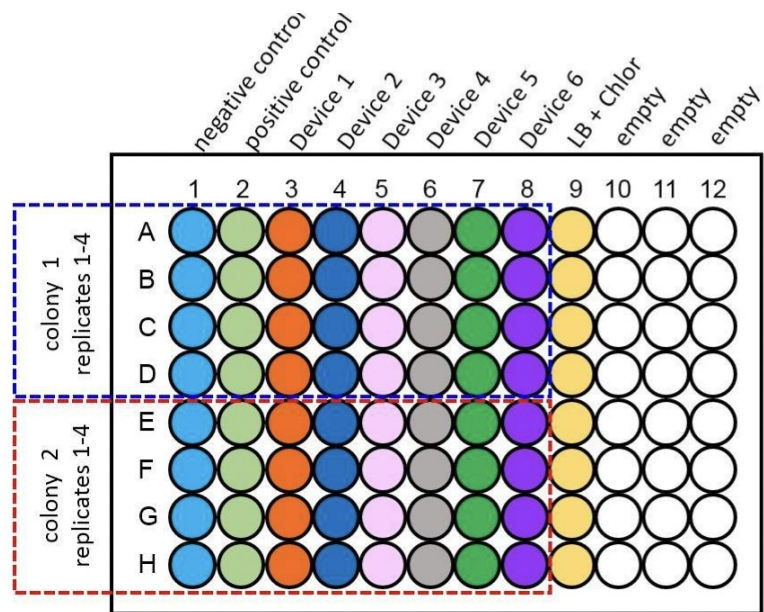 negative control
positive control
Device 1
Device 2
Device 3
Device 4
Device 5
Device 6
LB + Chlor
empty
empty
empty
1 2 3 4 5 6 7 8 9 10 11 12
A
B
C
D
E
F
G
H
colony 1
replicates 1-4
colony 2
replicates 1-4